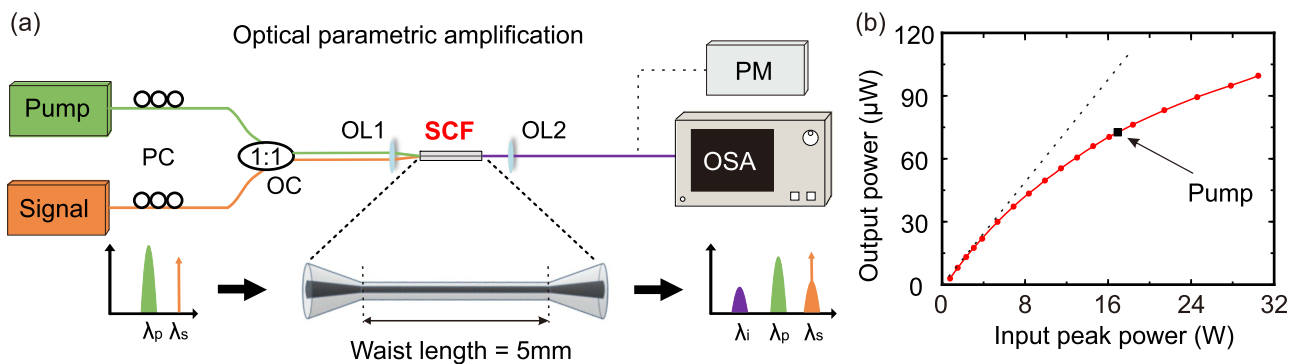 (a)
Optical parametric amplification
Pump
PC
Signal
1:1
OC
OL1
SCF
OL2
PM
OSA
λp λs
Waist length = 5mm
λi λp λs
(b)
Output power (μW)
120
90
60
30
0
0 8 16 24 32
Input peak power (W)
Pump